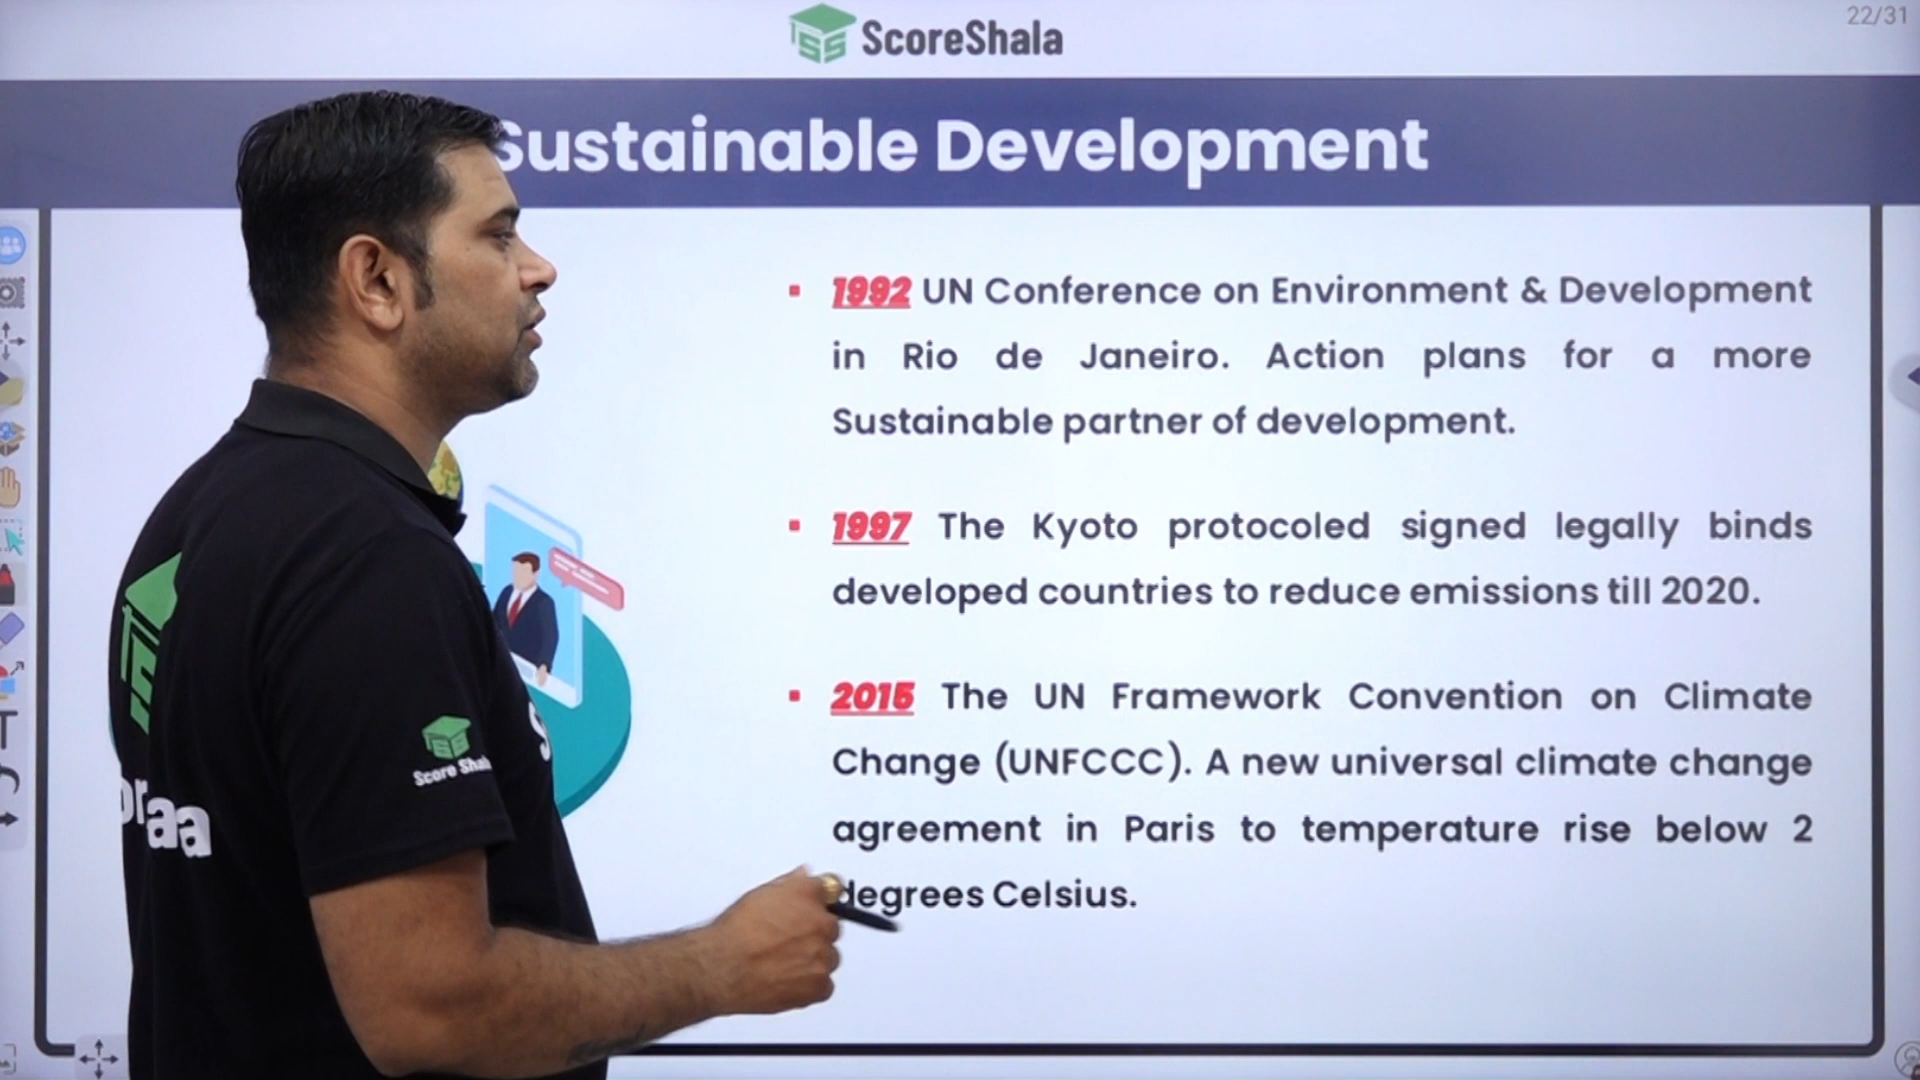 ScoreShala
22/31
Sustainable Development
1992 UN Conference on Environment & Development
in Rio de Janeiro. Action plans for a more
Sustainable partner of development.
1997 The Kyoto protocoled signed legally binds
developed countries to reduce emissions till 2020.
2015 The UN Framework Convention on Climate
Change (UNFCCC). A new universal climate change
agreement in Paris to temperature rise below 2
degrees Celsius.
Score Shala